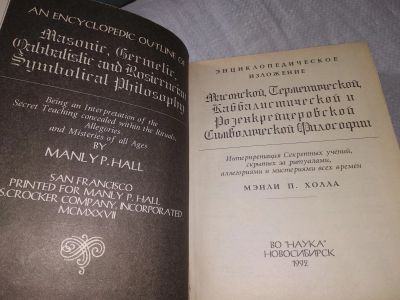 AN ENCYCLOPEDIC OUTLINE OF
Masonic, Hermetic,
Qabbalistic and Rosicrucian
Symbolical Philosophy
Being an Interpretation of the
Secret Teaching concealed within the Rituals,
Allegories
and Misteries of all Ages
BY
MANLY P. HALL
SAN FRANCISCO
PRINTED FOR MANLY P. HALL
S.CROCKER COMPANY, INCORPORATED
MCMXXVII
ЭНЦИКЛОПЕДИЧЕСКОЕ
ИЗЛОЖЕНИЕ
Масонской, Герметической,
Каббалистической и
Розенкрейцеровской
Символической Философии
Интерпретация Секретных учений,
скрытых за ритуалами,
аллегориями и мистериями всех времен
МЭНЛИ П. ХОЛЛА
ВО "НАУКА"
НОВОСИБИРСК
1992